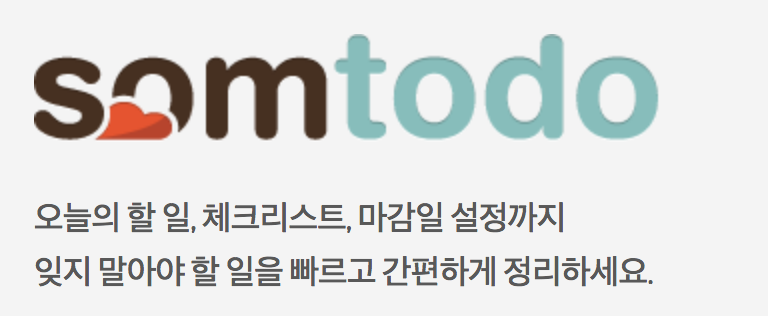 somtodo
오늘의 할 일, 체크리스트, 마감일 설정까지
잊지 말아야 할 일을 빠르고 간편하게 정리하세요.